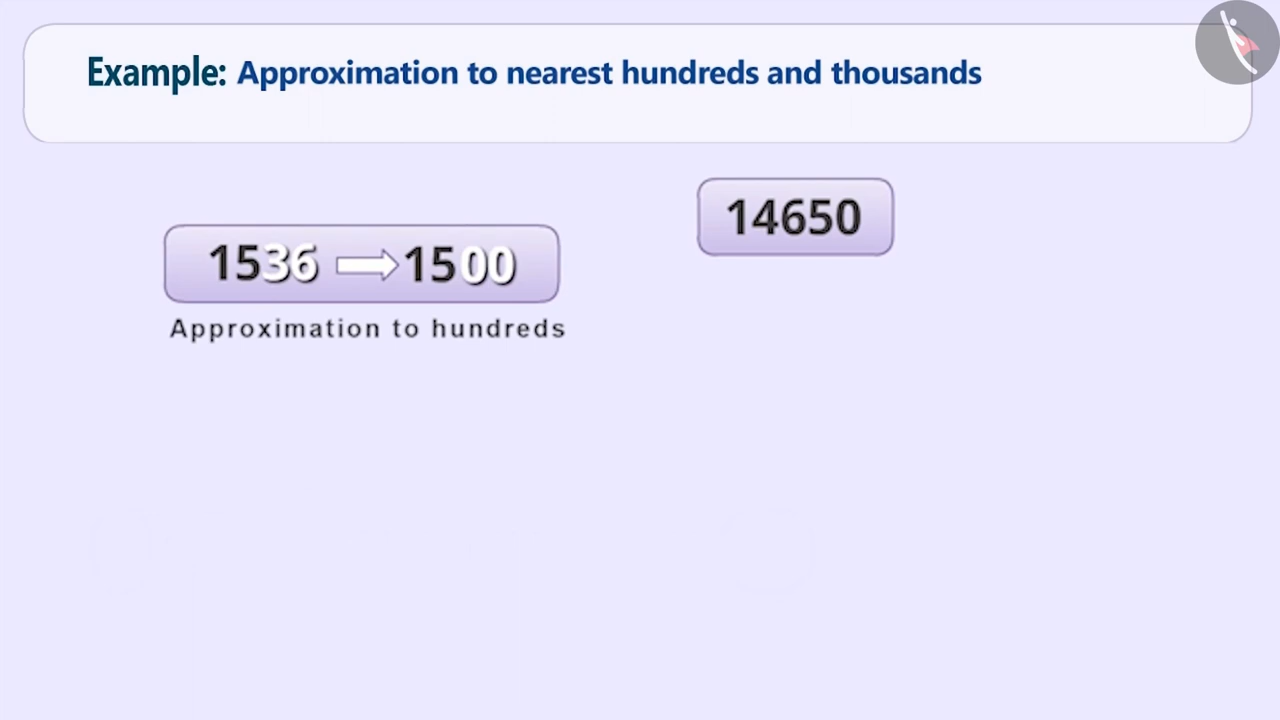 Example: Approximation to nearest hundreds and thousands
14650
1536 ⇨ 1500
Approximation to hundreds